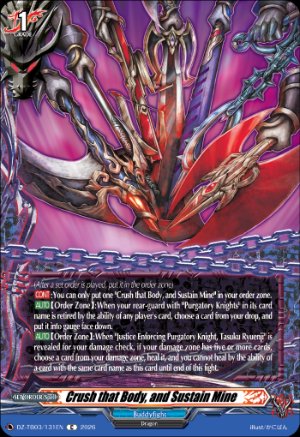 1
(After a set order is played, put it in the order zone)
CONT: You can only put one "Crush that Body, and Sustain Mine" in your order zone.
AUTO【Order Zone】: When your rear-guard with "Purgatory Knights" in its card
name is retired by the ability of any player's card, choose a card from your drop, and
put it into gauge face down.
AUTO【Order Zone】: When "Justice Enforcing Purgatory Knight, Tasuku Ryuenji" is
revealed for your damage check, if your damage zone has five or more cards,
choose a card from your damage zone, heal it, and you cannot heal by the ability of
a card with the same card name as this card until end of this fight.
Crush that Body, and Sustain Mine
Buddyfight
Dragon
DZ-TB03/131EN C 2026